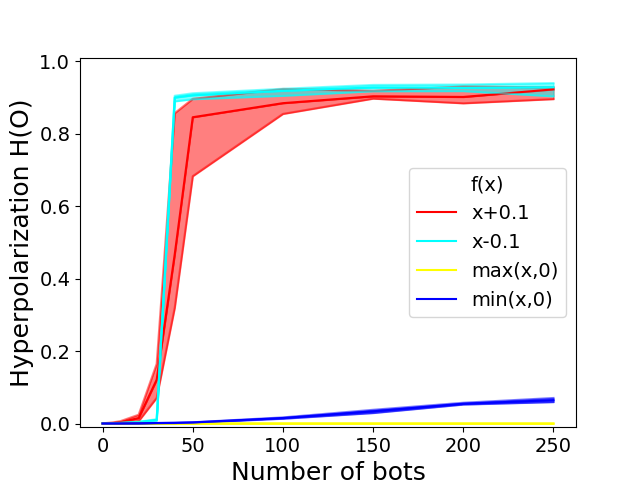 Hyperpolarization H(O)
1.0
0.8
0.6
0.4
0.2
0.0
f(x)
x+0.1
x-0.1
max(x,0)
min(x,0)
0 50 100 150 200 250
Number of bots